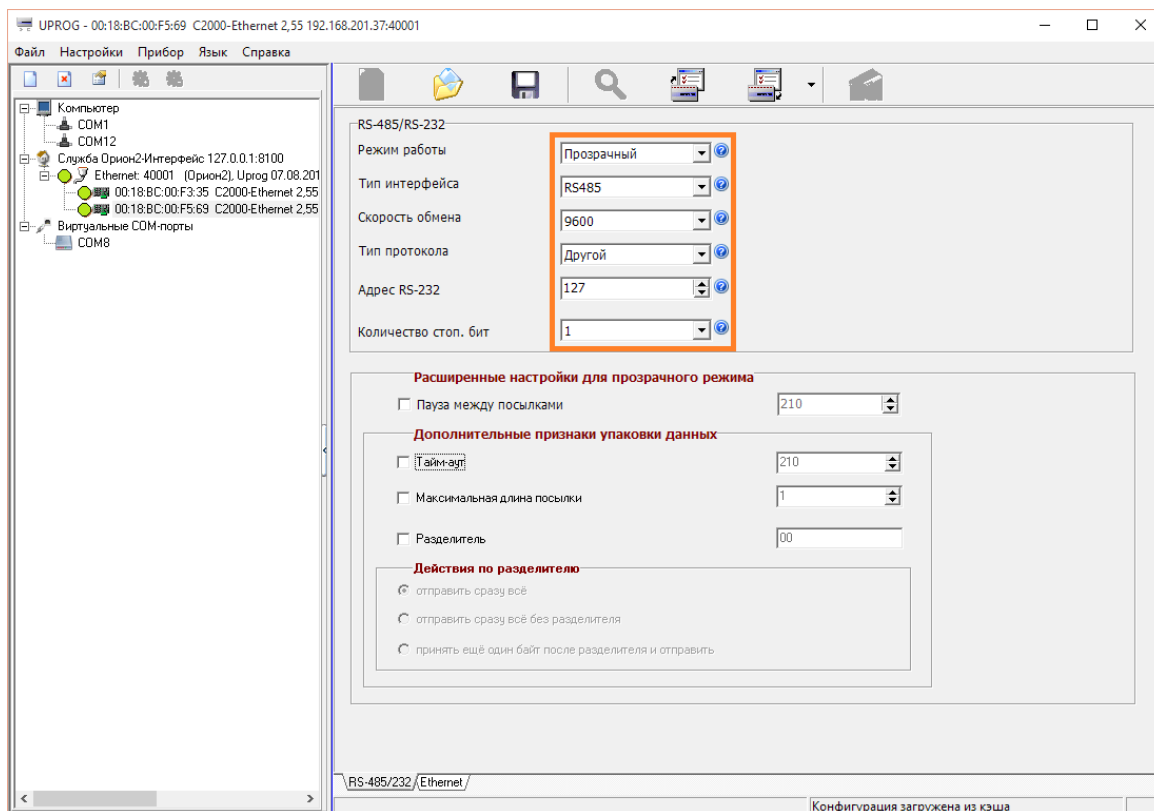 UPROG - 00:18:BC:00:F5:69 C2000-Ethernet 2,55 192.168.201.37:40001
Файл Настройки Прибор Язык Справка
Компьютер
COM1
COM12
Служба Орион2-Интерфейс 127.0.0.1:8100
Ethernet: 40001 (Орион2), Uprog 07.08.201
00:18:BC:00:F3:35 C2000-Ethernet 2,55
00:18:BC:00:F5:69 C2000-Ethernet 2,55
Виртуальные COM-порты
COM8
RS-485/RS-232
Режим работы Прозрачный
Тип интерфейса RS485
Скорость обмена 9600
Тип протокола Другой
Адрес RS-232 127
Количество стоп. бит 1
Расширенные настройки для прозрачного режима
Пауза между посылками 210
Дополнительные признаки упаковки данных
Тайм-аут 210
Максимальная длина посылки 1
Разделитель 00
Действия по разделителю
отправить сразу всё
отправить сразу всё без разделителя
принять ещё один байт после разделителя и отправить
RS-485/232 Ethernet
Конфигурация загружена из кэша